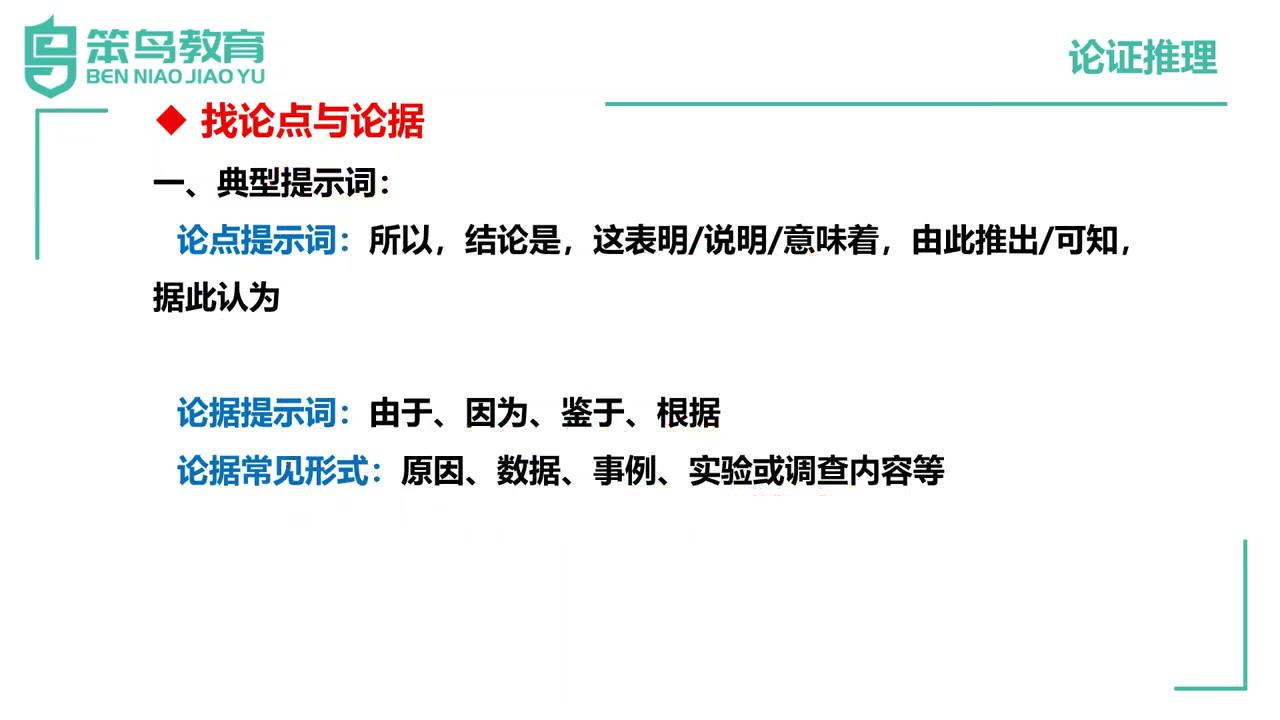 笨鸟教育
BEN NIAO JIAO YU
论证推理
找论点与论据
一、典型提示词：
论点提示词：所以，结论是，这表明/说明/意味着，由此推出/可知，
据此认为
论据提示词：由于、因为、鉴于、根据
论据常见形式：原因、数据、事例、实验或调查内容等